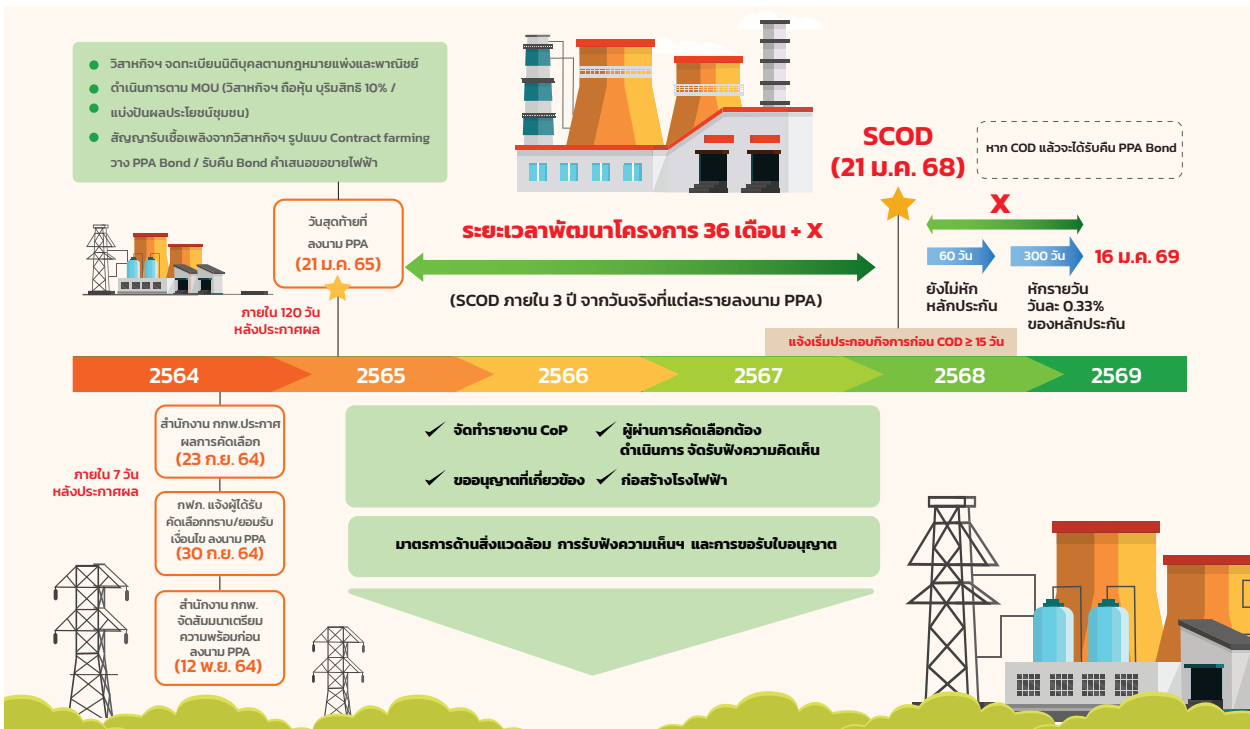 วิสาหกิจฯ จดทะเบียนนิติบุคลตามกฎหมายแพ่งและพาณิชย์
ดำเนินการตาม MOU (วิสาหกิจฯ ถือหุ้น บุริมสิทธิ 10% /
แบ่งปันผลประโยชน์ชุมชน)
สัญญารับเชื้อเพลิงจากวิสาหกิจฯ รูปแบบ Contract farming
วาง PPA Bond / รับคืน Bond คำเสนอขอขายไฟฟ้า
วันสุดท้ายที่
ลงนาม PPA
(21 ม.ค. 65)
ภายใน 120 วัน
หลังประกาศผล
ระยะเวลาพัฒนาโครงการ 36 เดือน + X
(SCOD ภายใน 3 ปี จากวันจริงที่แต่ละรายลงนาม PPA)
SCOD
(21 ม.ค. 68)
หาก COD แล้วจะได้รับคืน PPA Bond
X
60 วัน
300 วัน
16 ม.ค. 69
ยังไม่หัก
หลักประกัน
หักรายวัน
วันละ 0.33%
ของหลักประกัน
แจ้งเริ่มประกอบกิจการก่อน COD ≥ 15 วัน
2564
2565
2566
2567
2568
2569
สำนักงาน กกพ.ประกาศ
ผลการคัดเลือก
(23 ก.ย. 64)
ภายใน 7 วัน
หลังประกาศผล
กฟภ. แจ้งผู้ได้รับ
คัดเลือกทราบ/ยอมรับ
เงื่อนไข ลงนาม PPA
(30 ก.ย. 64)
สำนักงาน กกพ.
จัดสัมมนาเตรียม
ความพร้อมก่อน
ลงนาม PPA
(12 พ.ย. 64)
✓ จัดทำรายงาน CoP
✓ ผู้ผ่านการคัดเลือกต้อง
ดำเนินการ จัดรับฟังความคิดเห็น
✓ ขออนุญาตที่เกี่ยวข้อง
✓ ก่อสร้างโรงไฟฟ้า
มาตรการด้านสิ่งแวดล้อม การรับฟังความเห็นฯ และการขอรับใบอนุญาต